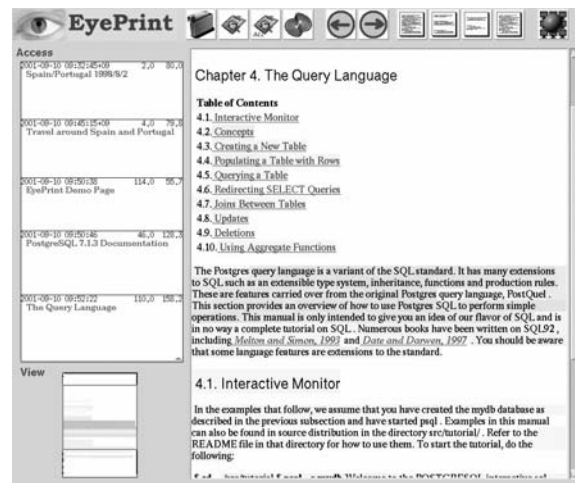 EyePrint
ALL
Access
2001-09-10 09:32:45+09 2,0 80,0
Spain/Portugal 1998/8/2
2001-09-10 09:45:15+09 4,0 79,8
Travel around Spain and Portugal
2001-09-10 09:50:38 114,0 55,7
EyePrint Demo Page
2001-09-10 09:50:46 46,0 128,3
PostgreSQL 7.1.3 Documentation
2001-09-10 09:52:22 110,0 158,2
The Query Language
View
Chapter 4. The Query Language
Table of Contents
4.1. Interactive Monitor
4.2. Concepts
4.3. Creating a New Table
4.4. Populating a Table with Rows
4.5. Querying a Table
4.6. Redirecting SELECT Queries
4.7. Joins Between Tables
4.8. Updates
4.9. Deletions
4.10. Using Aggregate Functions
The Postgres query language is a variant of the SQL standard. It has many extensions
to SQL such as an extensible type system, inheritance, functions and production rules.
These are features carried over from the original Postgres query language, PostQuel .
This section provides an overview of how to use Postgres SQL to perform simple
operations. This manual is only intended to give you an idea of our flavor of SQL and is
in no way a complete tutorial on SQL . Numerous books have been written on SQL92 ,
including Melton and Simon, 1993 and Date and Darwen, 1997 . You should be aware
that some language features are extensions to the standard.
4.1. Interactive Monitor
In the examples that follow, we assume that you have created the mydb database as
described in the previous subsection and have started psql . Examples in this manual
can also be found in source distribution in the directory src/tutorial/ . Refer to the
README file in that directory for how to use them. To start the tutorial, do the
following: